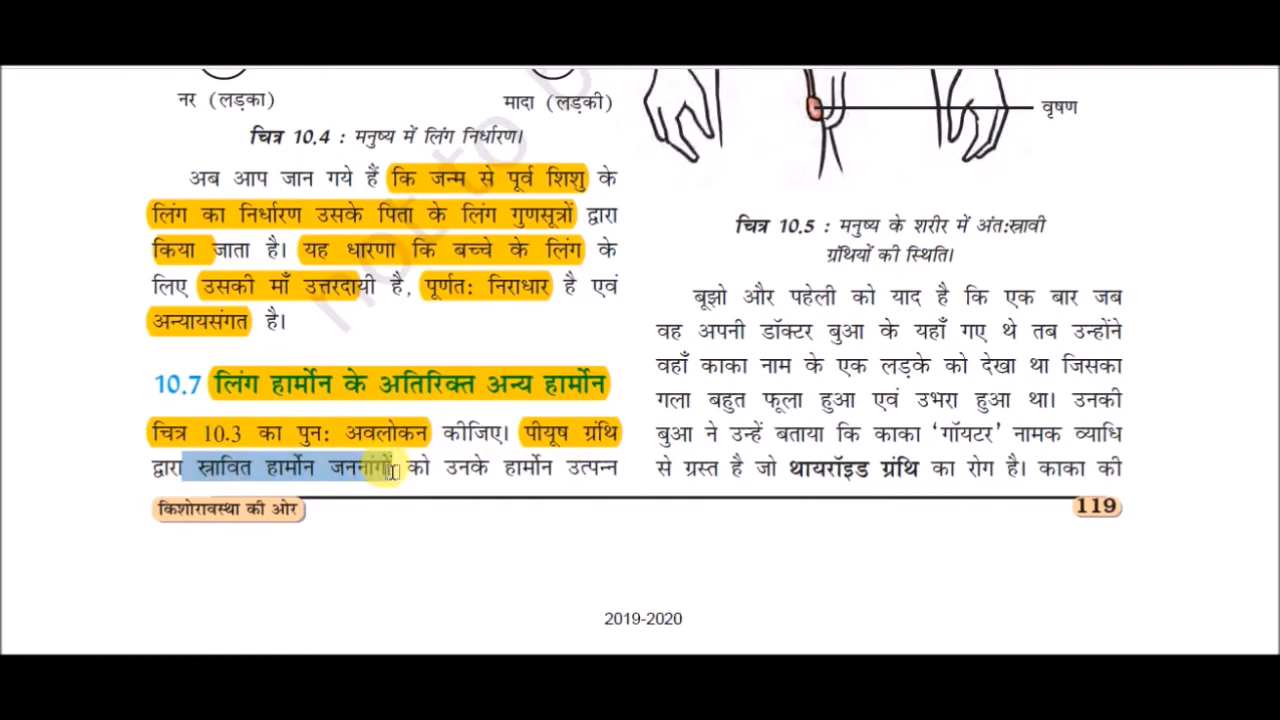 नर (लड़का)
मादा (लड़की)
चित्र 10.4 : मनुष्य में लिंग निर्धारण।
अब आप जान गये हैं कि जन्म से पूर्व शिशु के
लिंग का निर्धारण उसके पिता के लिंग गुणसूत्रों द्वारा
किया जाता है। यह धारणा कि बच्चे के लिंग के
लिए उसकी माँ उत्तरदायी है, पूर्णत: निराधार है एवं
अन्यायसंगत है।
10.7 लिंग हार्मोन के अतिरिक्त अन्य हार्मोन
चित्र 10.3 का पुन: अवलोकन कीजिए। पीयूष ग्रंथि
द्वारा स्रावित हार्मोन जननांगों को उनके हार्मोन उत्पन्न
वृषण
चित्र 10.5 : मनुष्य के शरीर में अंत:स्रावी
ग्रंथियों की स्थिति।
बूझो और पहेली को याद है कि एक बार जब
वह अपनी डॉक्टर बुआ के यहाँ गए थे तब उन्होंने
वहाँ काका नाम के एक लड़के को देखा था जिसका
गला बहुत फूला हुआ एवं उभरा हुआ था। उनकी
बुआ ने उन्हें बताया कि काका ‘गॉयटर’ नामक व्याधि
से ग्रस्त है जो थायरॉइड ग्रंथि का रोग है। काका की
किशोरावस्था की ओर
119
2019-2020
not to b